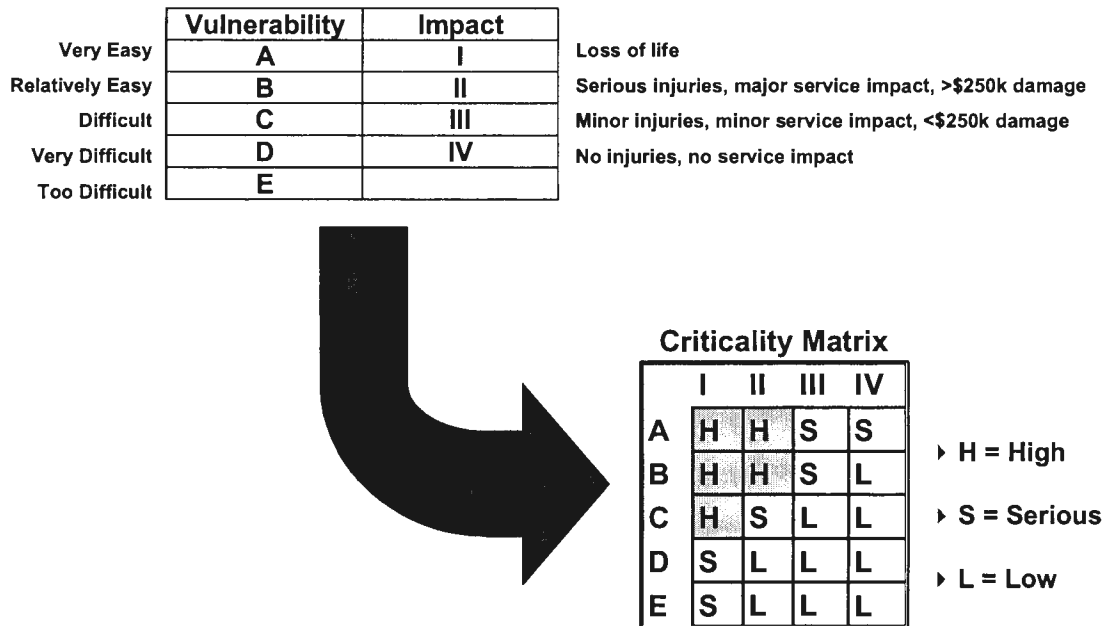 Vulnerability Impact
Very Easy A I Loss of life
Relatively Easy B II Serious injuries, major service impact, >$250k damage
Difficult C III Minor injuries, minor service impact, <$250k damage
Very Difficult D IV No injuries, no service impact
Too Difficult E
Criticality Matrix
I II III IV
A H H S S
B H H S L
C H S L L
D S L L L
E S L L L
▸ H = High
▸ S = Serious
▸ L = Low